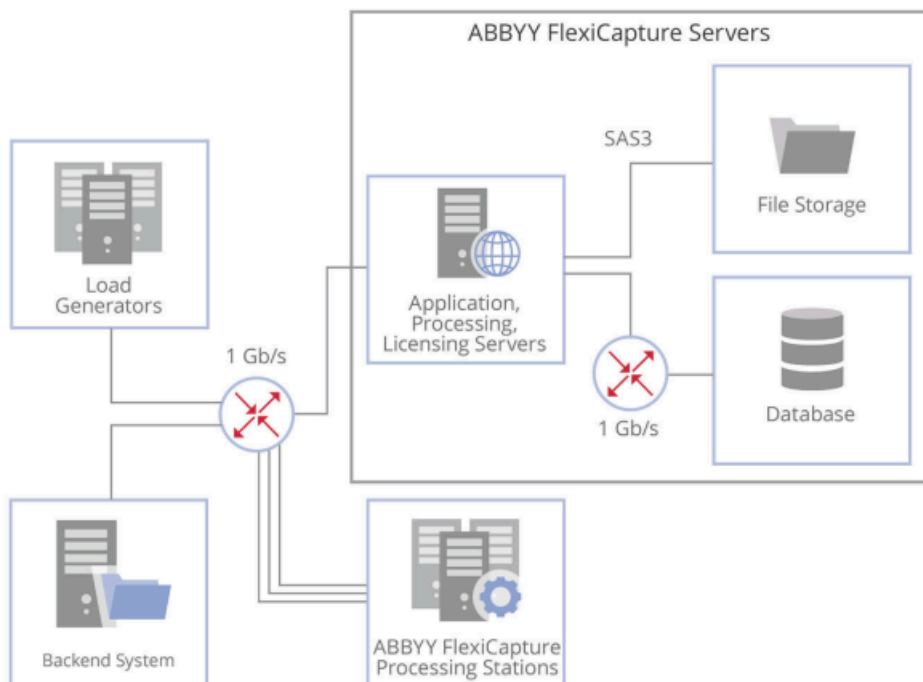 ABBYY FlexiCapture Servers
SAS3
File Storage
Load
Generators
Application,
Processing,
Licensing Servers
1 Gb/s
1 Gb/s
Database
Backend System
ABBYY FlexiCapture
Processing Stations